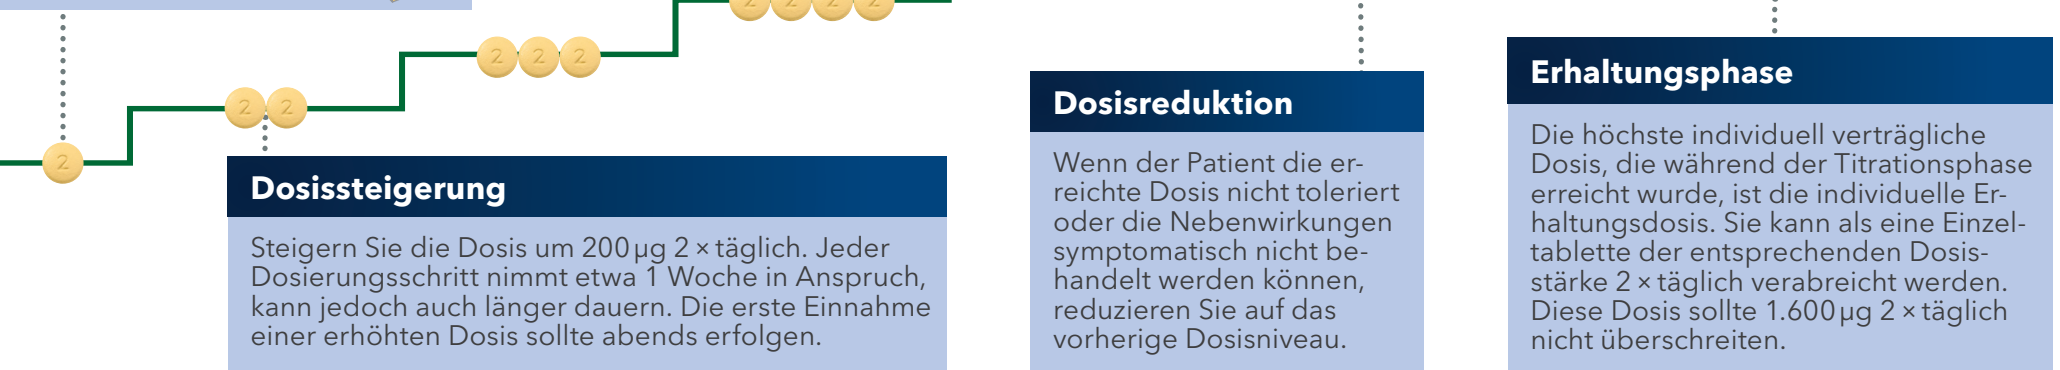 2 2 2 2
2 2 2
2 2
2
Dosissteigerung
Steigern Sie die Dosis um 200 µg 2 × täglich. Jeder
Dosierungsschritt nimmt etwa 1 Woche in Anspruch,
kann jedoch auch länger dauern. Die erste Einnahme
einer erhöhten Dosis sollte abends erfolgen.
Dosisreduktion
Wenn der Patient die er-
reichte Dosis nicht toleriert
oder die Nebenwirkungen
symptomatisch nicht be-
handelt werden können,
reduzieren Sie auf das
vorherige Dosisniveau.
Erhaltungsphase
Die höchste individuell verträgliche
Dosis, die während der Titrationsphase
erreicht wurde, ist die individuelle Er-
haltungsdosis. Sie kann als eine Einzel-
tablette der entsprechenden Dosis-
stärke 2 × täglich verabreicht werden.
Diese Dosis sollte 1.600 µg 2 × täglich
nicht überschreiten.